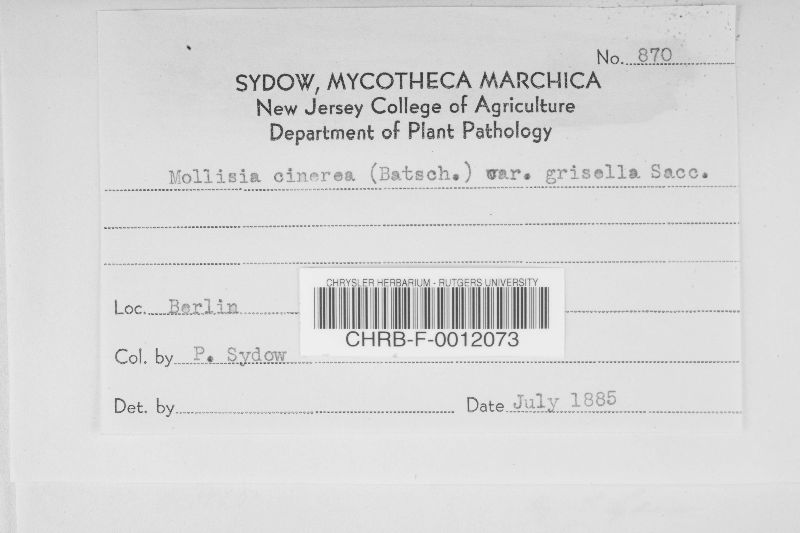 No. 870
SYDOW, MYCOTHECA MARCHICA
New Jersey College of Agriculture
Department of Plant Pathology
Mollisia cinerea (Batsch.) var. grisella Sacc.
CHRYSLER HERBARIUM - RUTGERS UNIVERSITY
CHRB-F-0012073
Loc. Berlin
Col. by P. Sydow
Det. by
Date July 1885